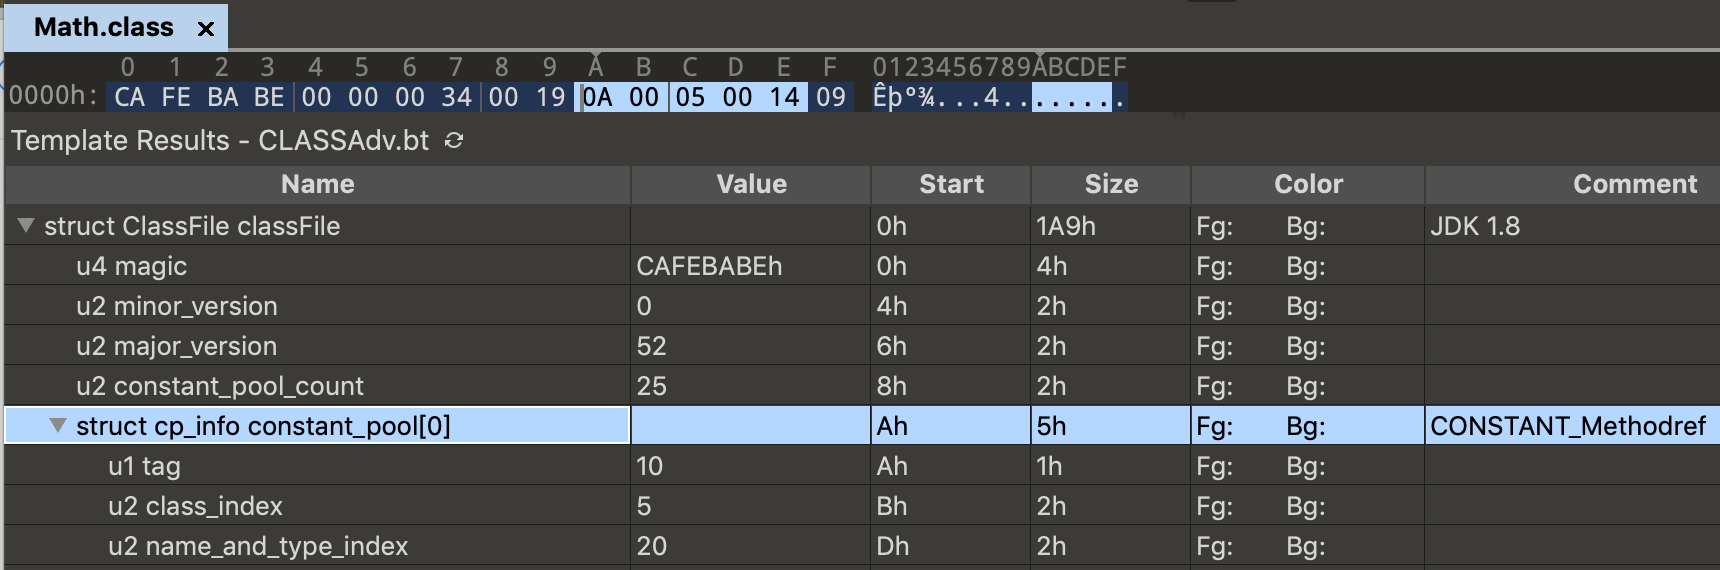 Math.class ×
0 1 2 3 4 5 6 7 8 9 A B C D E F 0123456789ABCDEF
0000h: CA FE BA BE 00 00 00 34 00 19 0A 00 05 00 14 09 Êþº¾...4........
Template Results - CLASSAdv.bt
Name Value Start Size Color Comment
struct ClassFile classFile 0h 1A9h Fg: Bg: JDK 1.8
u4 magic CAFEBABEh 0h 4h Fg: Bg:
u2 minor_version 0 4h 2h Fg: Bg:
u2 major_version 52 6h 2h Fg: Bg:
u2 constant_pool_count 25 8h 2h Fg: Bg:
struct cp_info constant_pool[0] Ah 5h Fg: Bg: CONSTANT_Methodref
u1 tag 10 Ah 1h Fg: Bg:
u2 class_index 5 Bh 2h Fg: Bg:
u2 name_and_type_index 20 Dh 2h Fg: Bg: